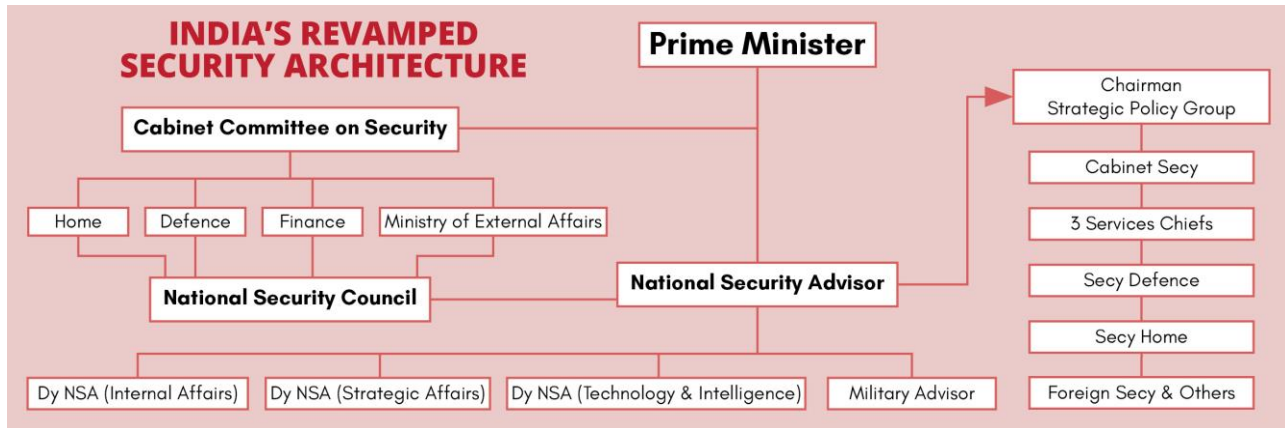 INDIA'S REVAMPED
SECURITY ARCHITECTURE
Prime Minister
Cabinet Committee on Security
Home
Defence
Finance
Ministry of External Affairs
National Security Council
National Security Advisor
Dy NSA (Internal Affairs)
Dy NSA (Strategic Affairs)
Dy NSA (Technology & Intelligence)
Military Advisor
Chairman
Strategic Policy Group
Cabinet Secy
3 Services Chiefs
Secy Defence
Secy Home
Foreign Secy & Others